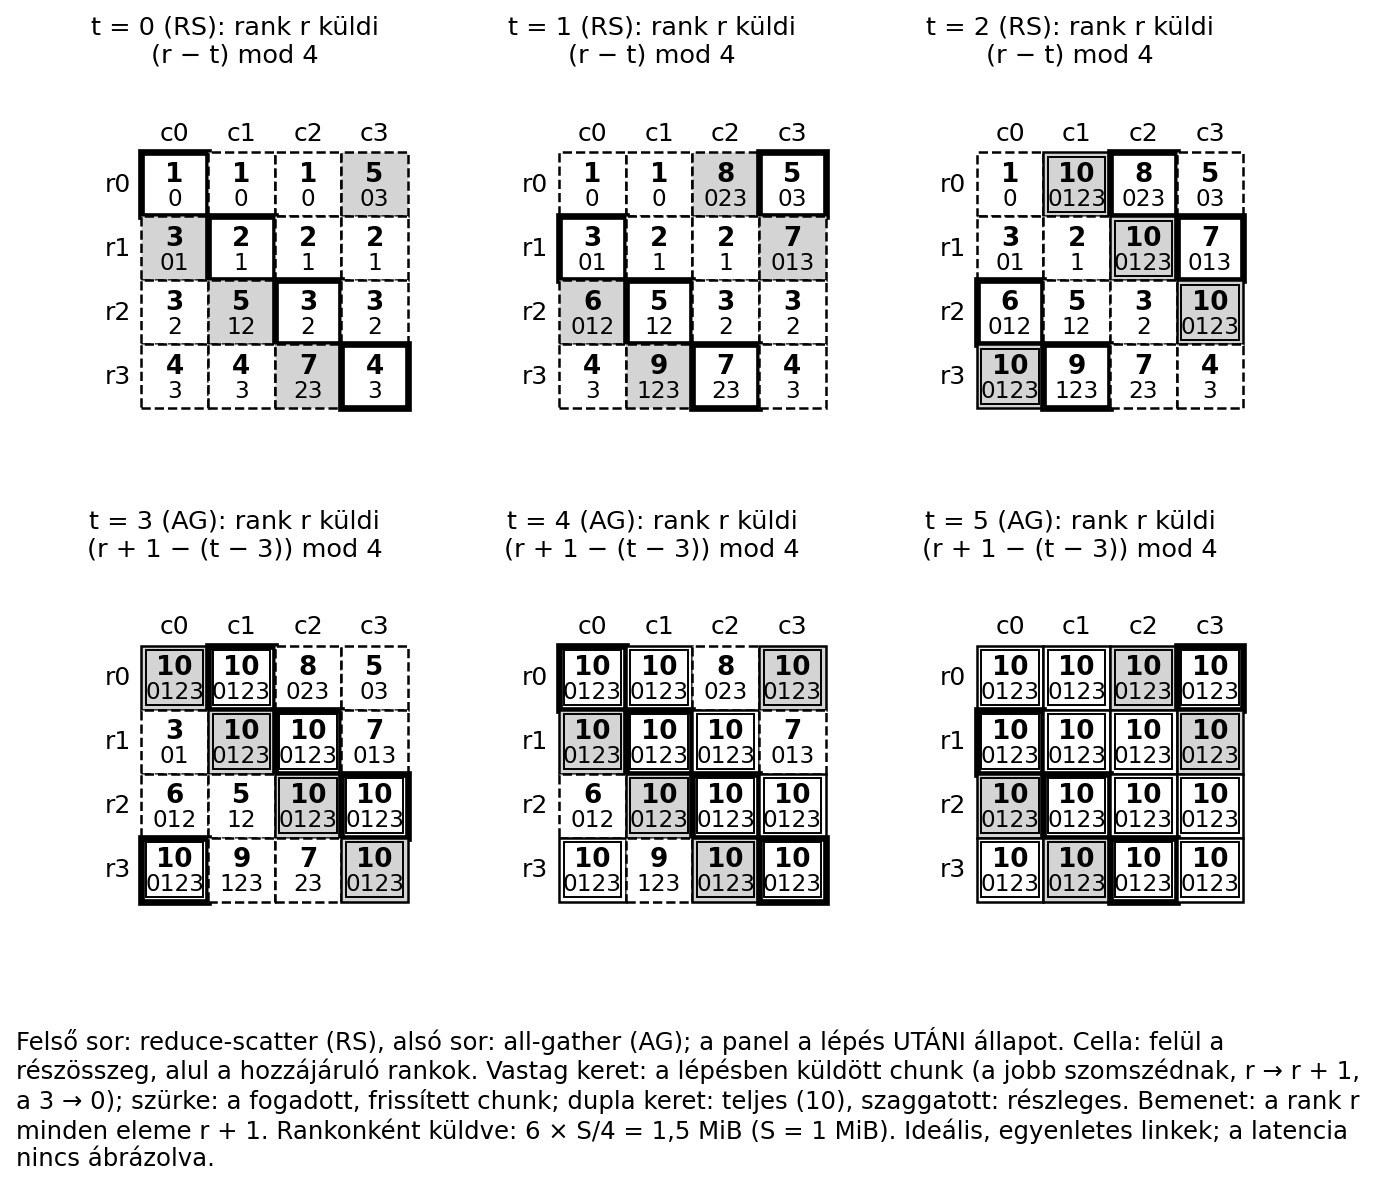 t = 0 (RS): rank r küldi
(r − t) mod 4
t = 1 (RS): rank r küldi
(r − t) mod 4
t = 2 (RS): rank r küldi
(r − t) mod 4
c0 c1 c2 c3
r0 1 1 1 5
0 0 0 03
r1 3 2 2 2
01 1 1 1
r2 3 5 3 3
2 12 2 2
r3 4 4 7 4
3 3 23 3
c0 c1 c2 c3
r0 1 1 8 5
0 0 023 03
r1 3 2 2 7
01 1 1 013
r2 6 5 3 3
012 12 2 2
r3 4 9 7 4
3 123 23 3
c0 c1 c2 c3
r0 1 10 8 5
0 0123 023 03
r1 3 2 10 7
01 1 0123 013
r2 6 5 3 10
012 12 2 0123
r3 10 9 7 4
0123 123 23 3
t = 3 (AG): rank r küldi
(r + 1 − (t − 3)) mod 4
t = 4 (AG): rank r küldi
(r + 1 − (t − 3)) mod 4
t = 5 (AG): rank r küldi
(r + 1 − (t − 3)) mod 4
c0 c1 c2 c3
r0 10 10 8 5
0123 0123 023 03
r1 3 10 10 7
01 0123 0123 013
r2 6 5 10 10
012 12 0123 0123
r3 10 9 7 10
0123 123 23 0123
c0 c1 c2 c3
r0 10 10 8 10
0123 0123 023 0123
r1 10 10 10 7
0123 0123 0123 013
r2 6 10 10 10
012 0123 0123 0123
r3 10 9 10 10
0123 123 0123 0123
c0 c1 c2 c3
r0 10 10 10 10
0123 0123 0123 0123
r1 10 10 10 10
0123 0123 0123 0123
r2 10 10 10 10
0123 0123 0123 0123
r3 10 10 10 10
0123 0123 0123 0123
Felső sor: reduce-scatter (RS), alsó sor: all-gather (AG); a panel a lépés UTÁNI állapot. Cella: felül a
részösszeg, alul a hozzájáruló rankok. Vastag keret: a lépésben küldött chunk (a jobb szomszédnak, r → r + 1,
a 3 → 0); szürke: a fogadott, frissített chunk; dupla keret: teljes (10), szaggatott: részleges. Bemenet: a rank r
minden eleme r + 1. Rankonként küldve: 6 × S/4 = 1,5 MiB (S = 1 MiB). Ideális, egyenletes linkek; a latencia
nincs ábrázolva.